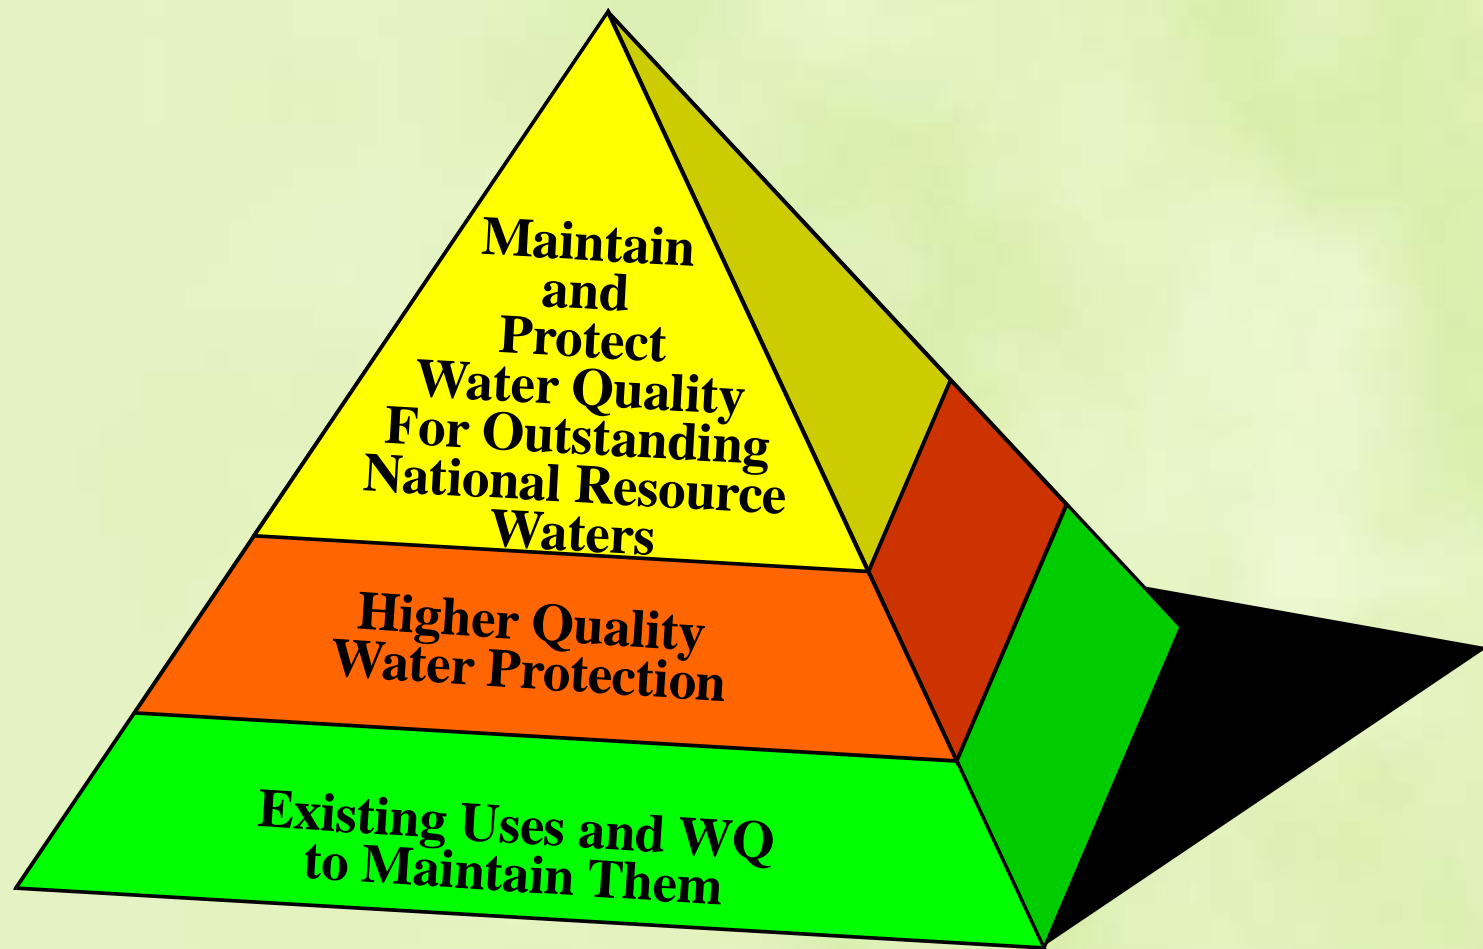 Maintain
and
Protect
Water Quality
For Outstanding
National Resource
Waters
Higher Quality
Water Protection
Existing Uses and WQ
to Maintain Them